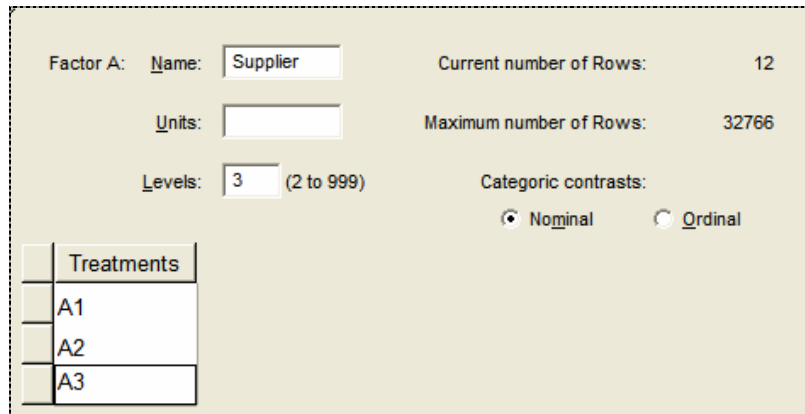 Factor A: Name: Supplier Current number of Rows: 12
Units: Maximum number of Rows: 32766
Levels: 3 (2 to 999) Categoric contrasts:
Nominal Ordinal
Treatments
A1
A2
A3